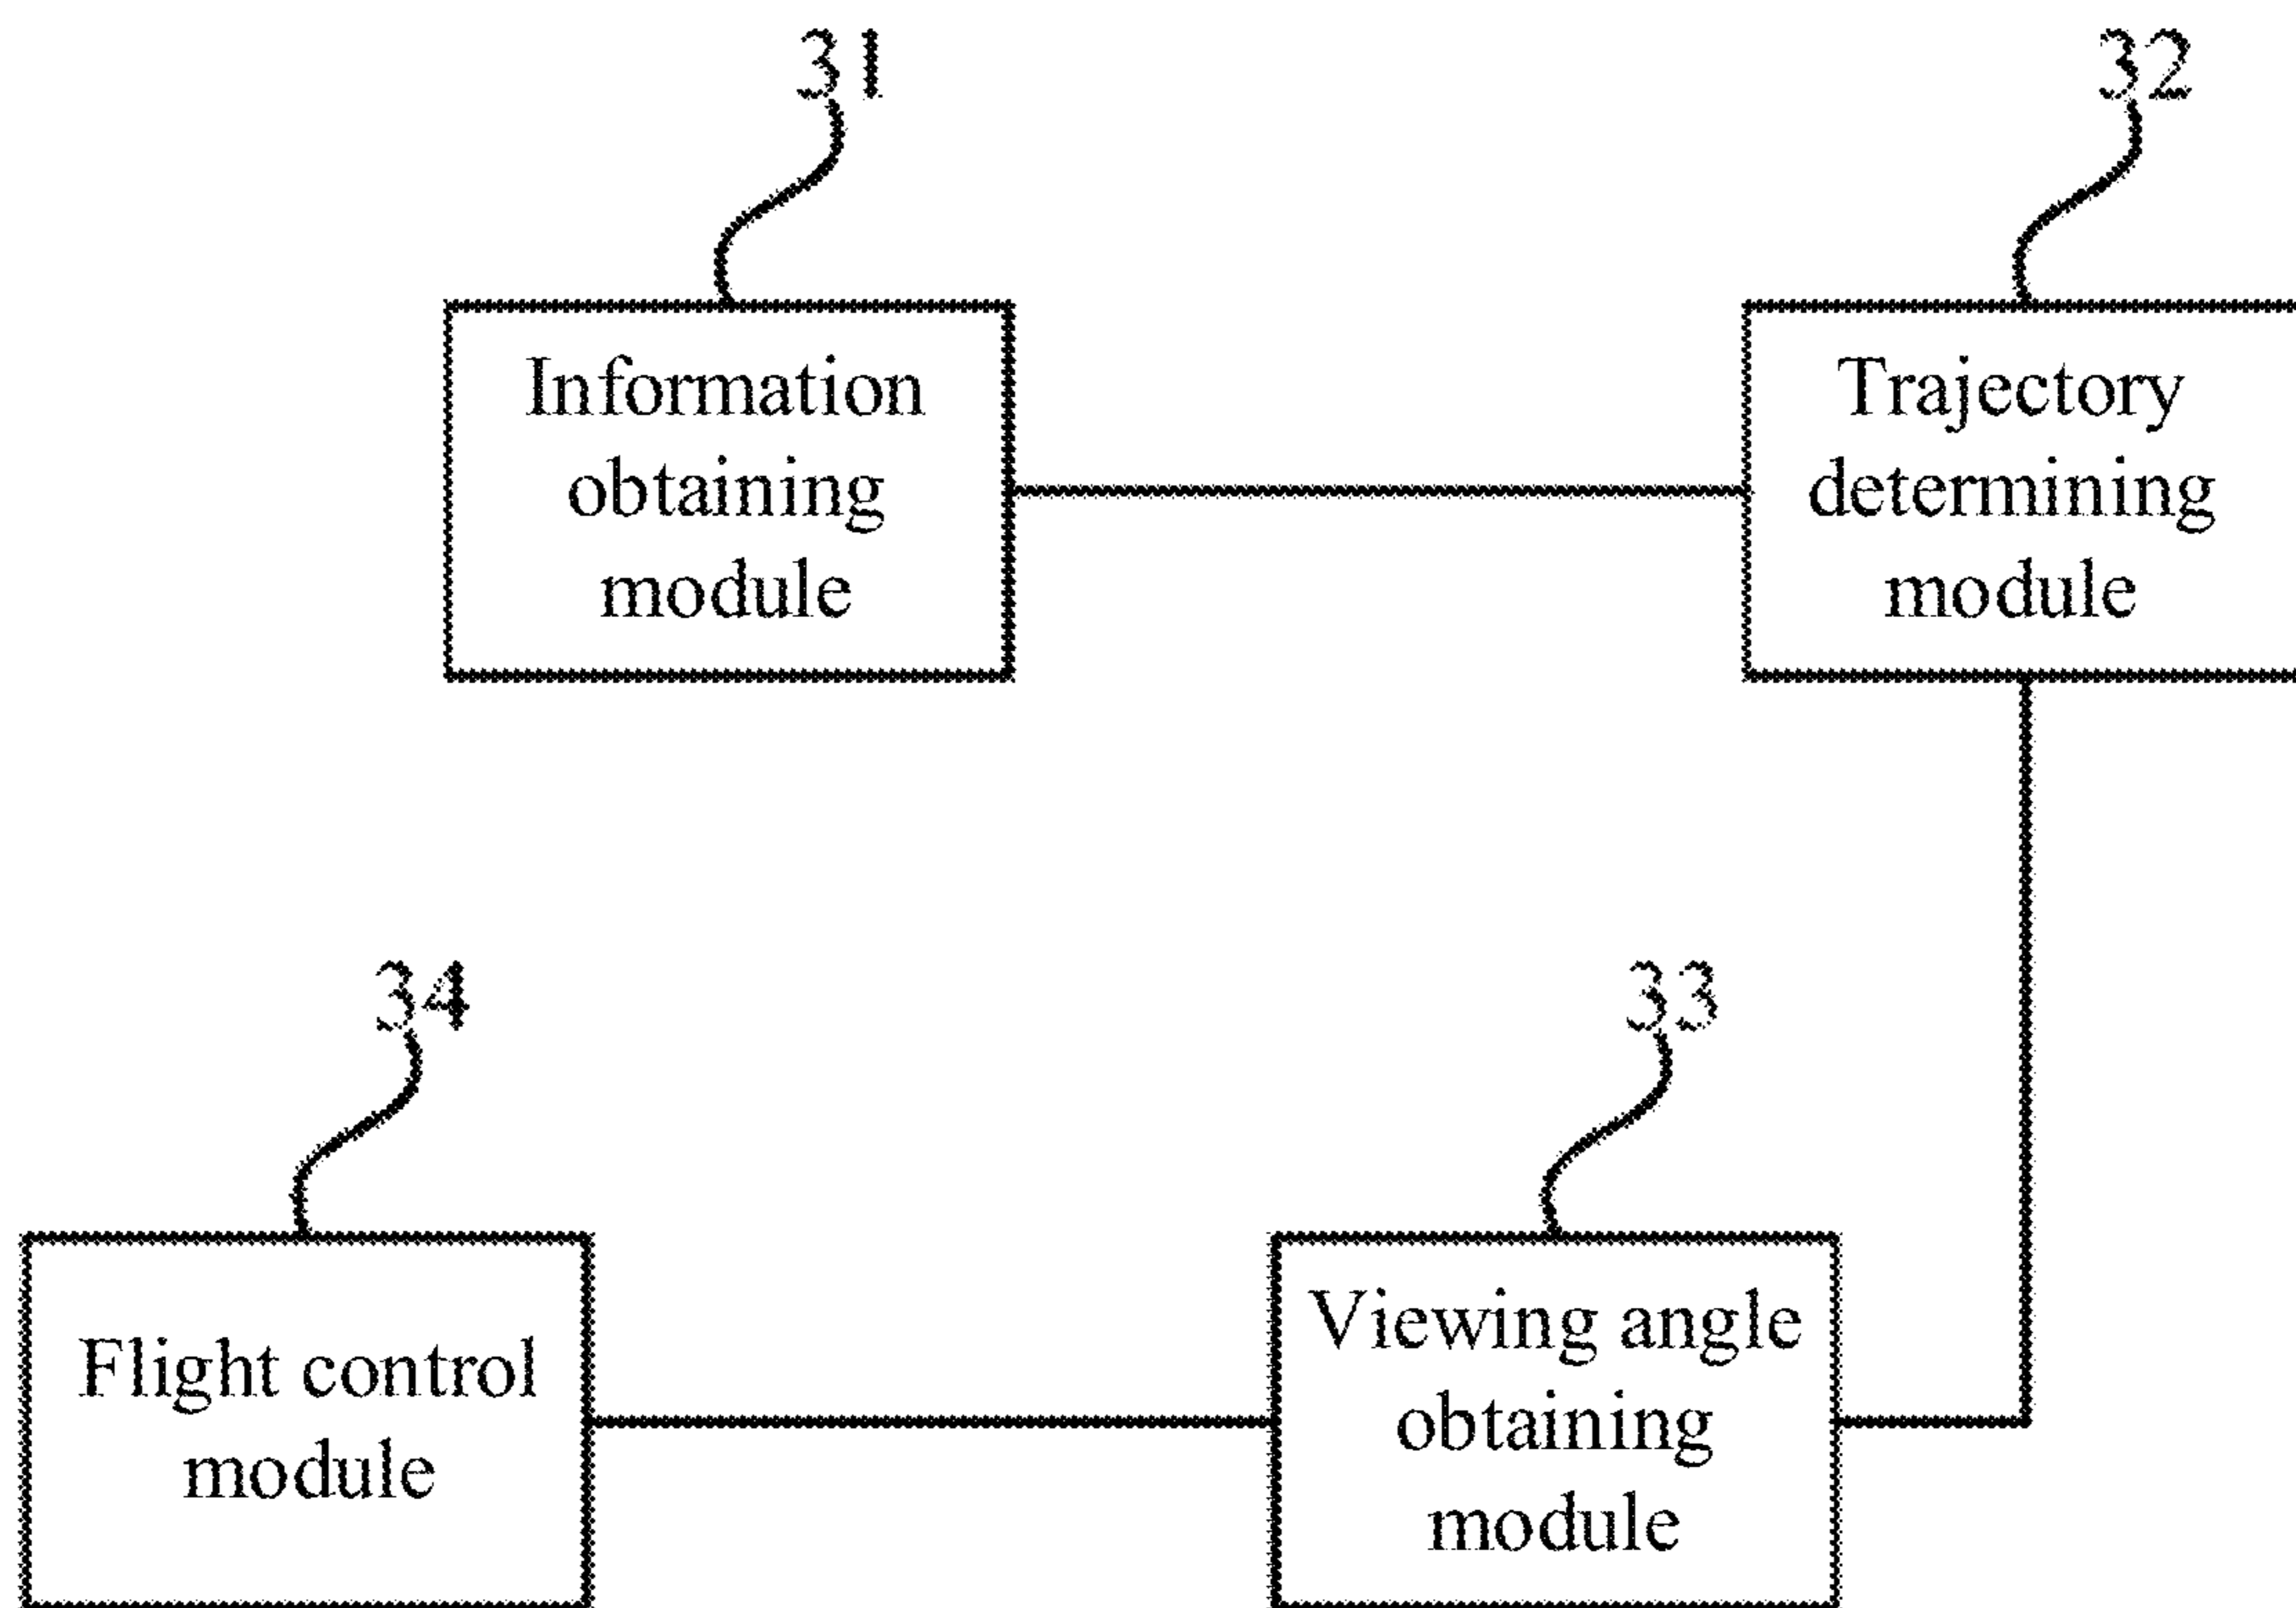 31
Information
obtaining
module
32
Trajectory
determining
module
34
Flight control
module
33
Viewing angle
obtaining
module